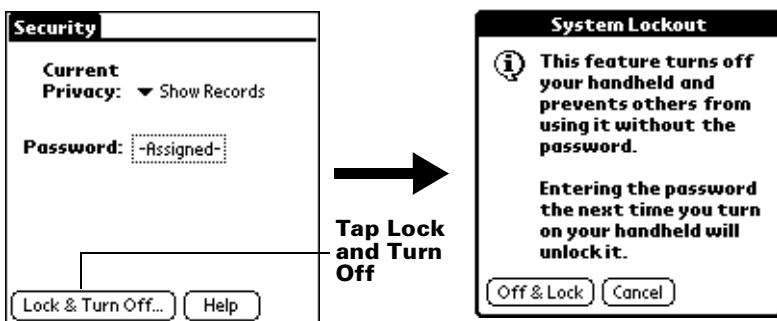 Security
Current
Privacy: Show Records
Password: -Assigned-
Lock & Turn Off... Help
Tap Lock
and Turn
Off
System Lockout
This feature turns off
your handheld and
prevents others from
using it without the
password.
Entering the password
the next time you turn
on your handheld will
unlock it.
Off & Lock Cancel